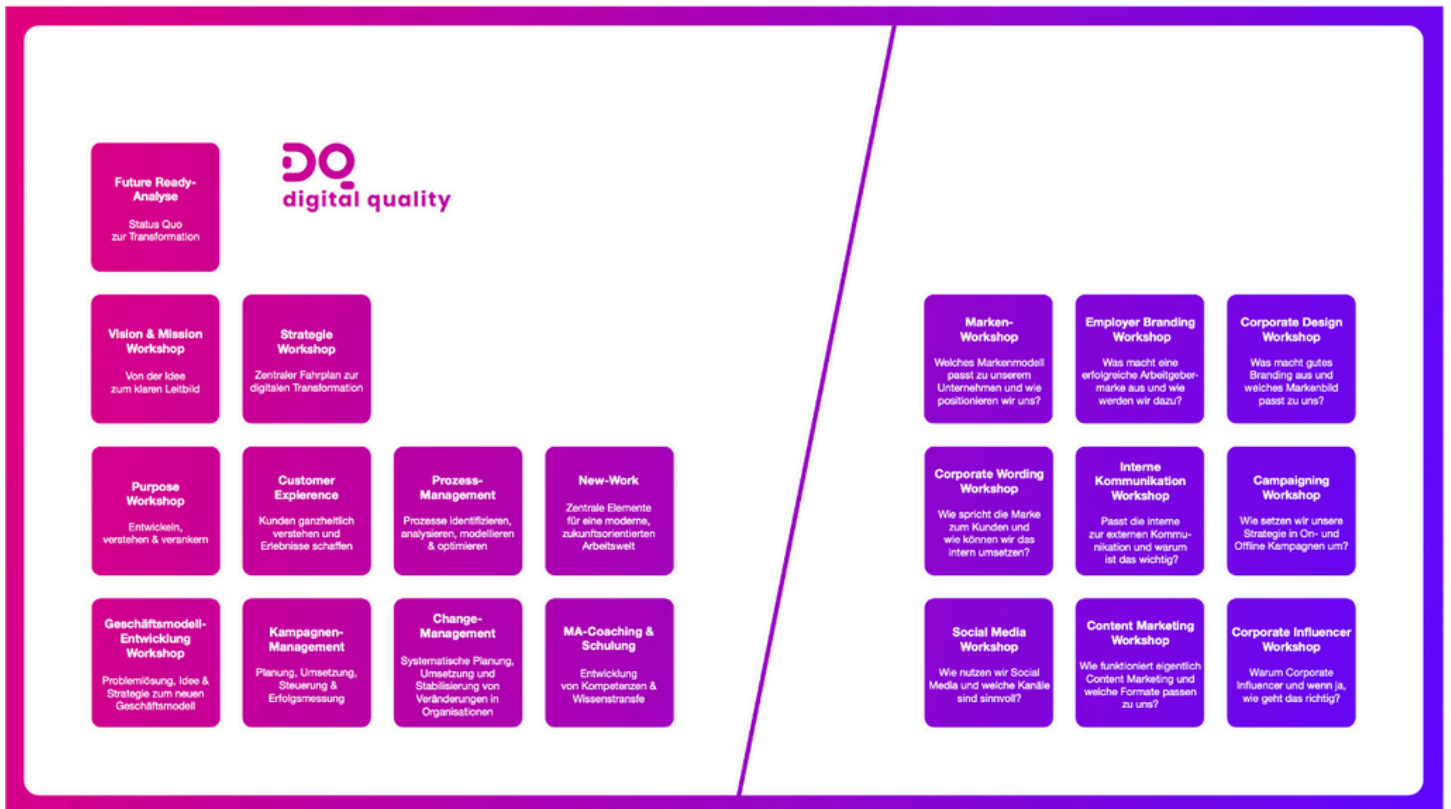 Future Ready-
Analyse
Status Quo
zur Transformation
DQ
digital quality
Vision & Mission
Workshop
Von der Idee
zum klaren Leitbild
Strategie
Workshop
Zentraler Fahrplan zur
digitalen Transformation
Purpose
Workshop
Entwickeln,
verstehen & verankern
Customer
Expierence
Kunden ganzheitlich
verstehen und
Erlebnisse schaffen
Prozess-
Management
Prozesse identifizieren,
analysieren, modellieren
& optimieren
New-Work
Zentrale Elemente
für eine moderne,
zukunftsorientierten
Arbeitswelt
Geschäftsmodell-
Entwicklung
Workshop
Problemlösung, Idee &
Strategie zum neuen
Geschäftsmodell
Kampagnen-
Management
Planung, Umsetzung,
Steuerung &
Erfolgsmessung
Change-
Management
Systematische Planung,
Umsetzung und
Stabilisierung von
Veränderungen in
Organisationen
MA-Coaching &
Schulung
Entwicklung
von Kompetenzen &
Wissenstransfe
Marken-
Workshop
Welches Markenmodell
passt zu unserem
Unternehmen und wie
positionieren wir uns?
Employer Branding
Workshop
Was macht eine
erfolgreiche Arbeitgeber-
marke aus und wie
werden wir dazu?
Corporate Design
Workshop
Was macht gutes
Branding aus und
welches Markenbild
passt zu uns?
Corporate Wording
Workshop
Wie spricht die Marke
zum Kunden und
wie können wir das
intern umsetzen?
Interne
Kommunikation
Workshop
Passt die interne
zur externen Kommu-
nikation und warum
ist das wichtig?
Campaigning
Workshop
Wie setzen wir unsere
Strategie in On- und
Offline Kampagnen um?
Social Media
Workshop
Wie nutzen wir Social
Media und welche Kanäle
sind sinnvoll?
Content Marketing
Workshop
Wie funktioniert eigentlich
Content Marketing und
welche Formate passen
zu uns?
Corporate Influencer
Workshop
Warum Corporate
Influencer und wenn ja,
wie geht das richtig?